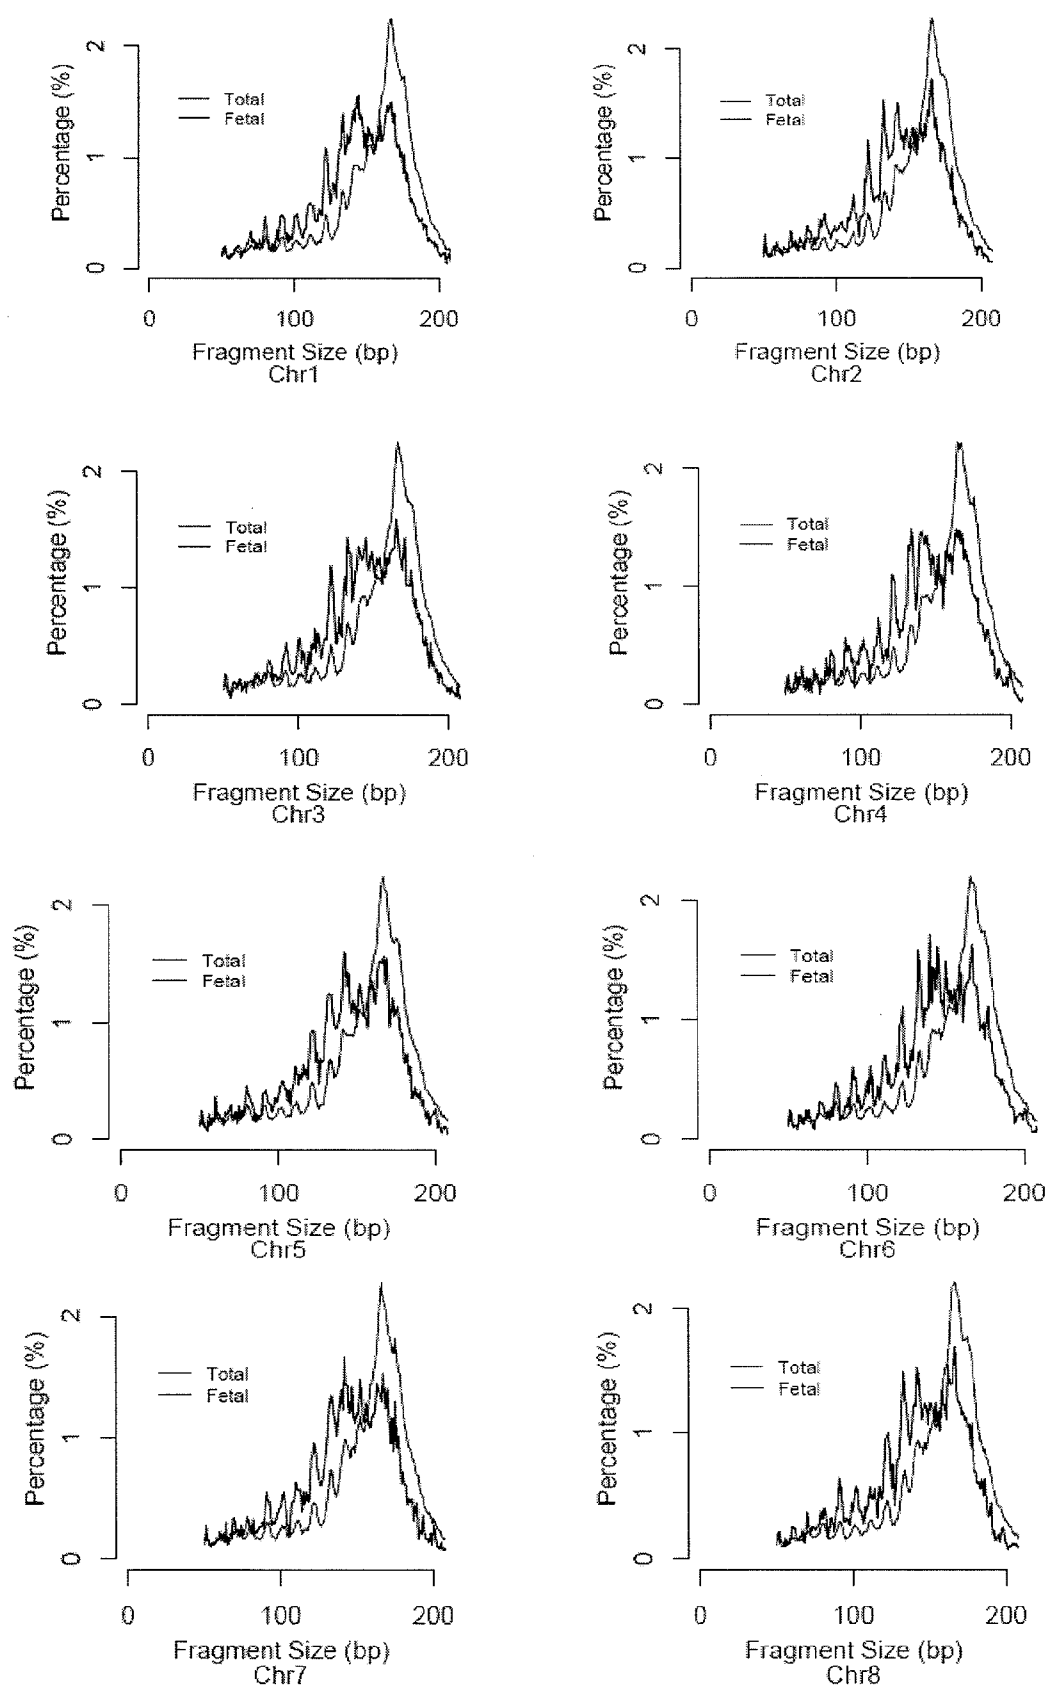 Percentage (%)
2
1
0
Total
Fetal
0 100 200
Fragment Size (bp)
Chr1
Percentage (%)
2
1
0
Total
Fetal
0 100 200
Fragment Size (bp)
Chr2
Percentage (%)
2
1
0
Total
Fetal
0 100 200
Fragment Size (bp)
Chr3
Percentage (%)
2
1
0
Total
Fetal
0 100 200
Fragment Size (bp)
Chr4
Percentage (%)
2
1
0
Total
Fetal
0 100 200
Fragment Size (bp)
Chr5
Percentage (%)
2
1
0
Total
Fetal
0 100 200
Fragment Size (bp)
Chr6
Percentage (%)
2
1
0
Total
Fetal
0 100 200
Fragment Size (bp)
Chr7
Percentage (%)
2
1
0
Total
Fetal
0 100 200
Fragment Size (bp)
Chr8